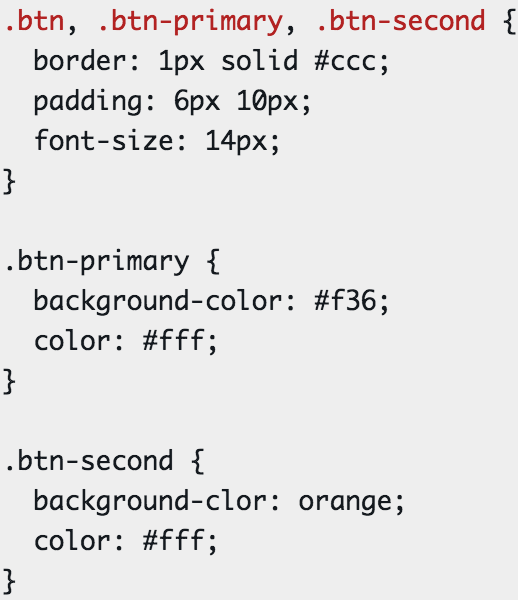 .btn, .btn-primary, .btn-second {
  border: 1px solid #ccc;
  padding: 6px 10px;
  font-size: 14px;
}

.btn-primary {
  background-color: #f36;
  color: #fff;
}

.btn-second {
  background-clor: orange;
  color: #fff;
}